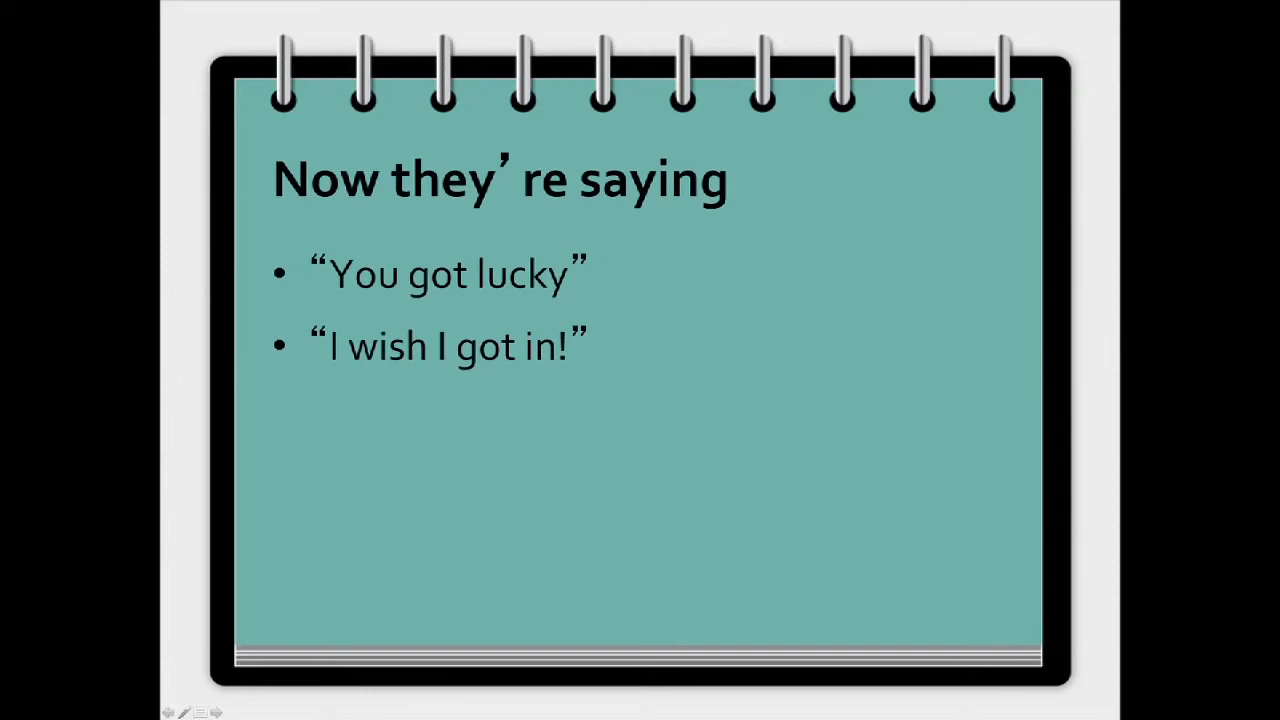 Now they’re saying
• “You got lucky”
• “I wish I got in!”